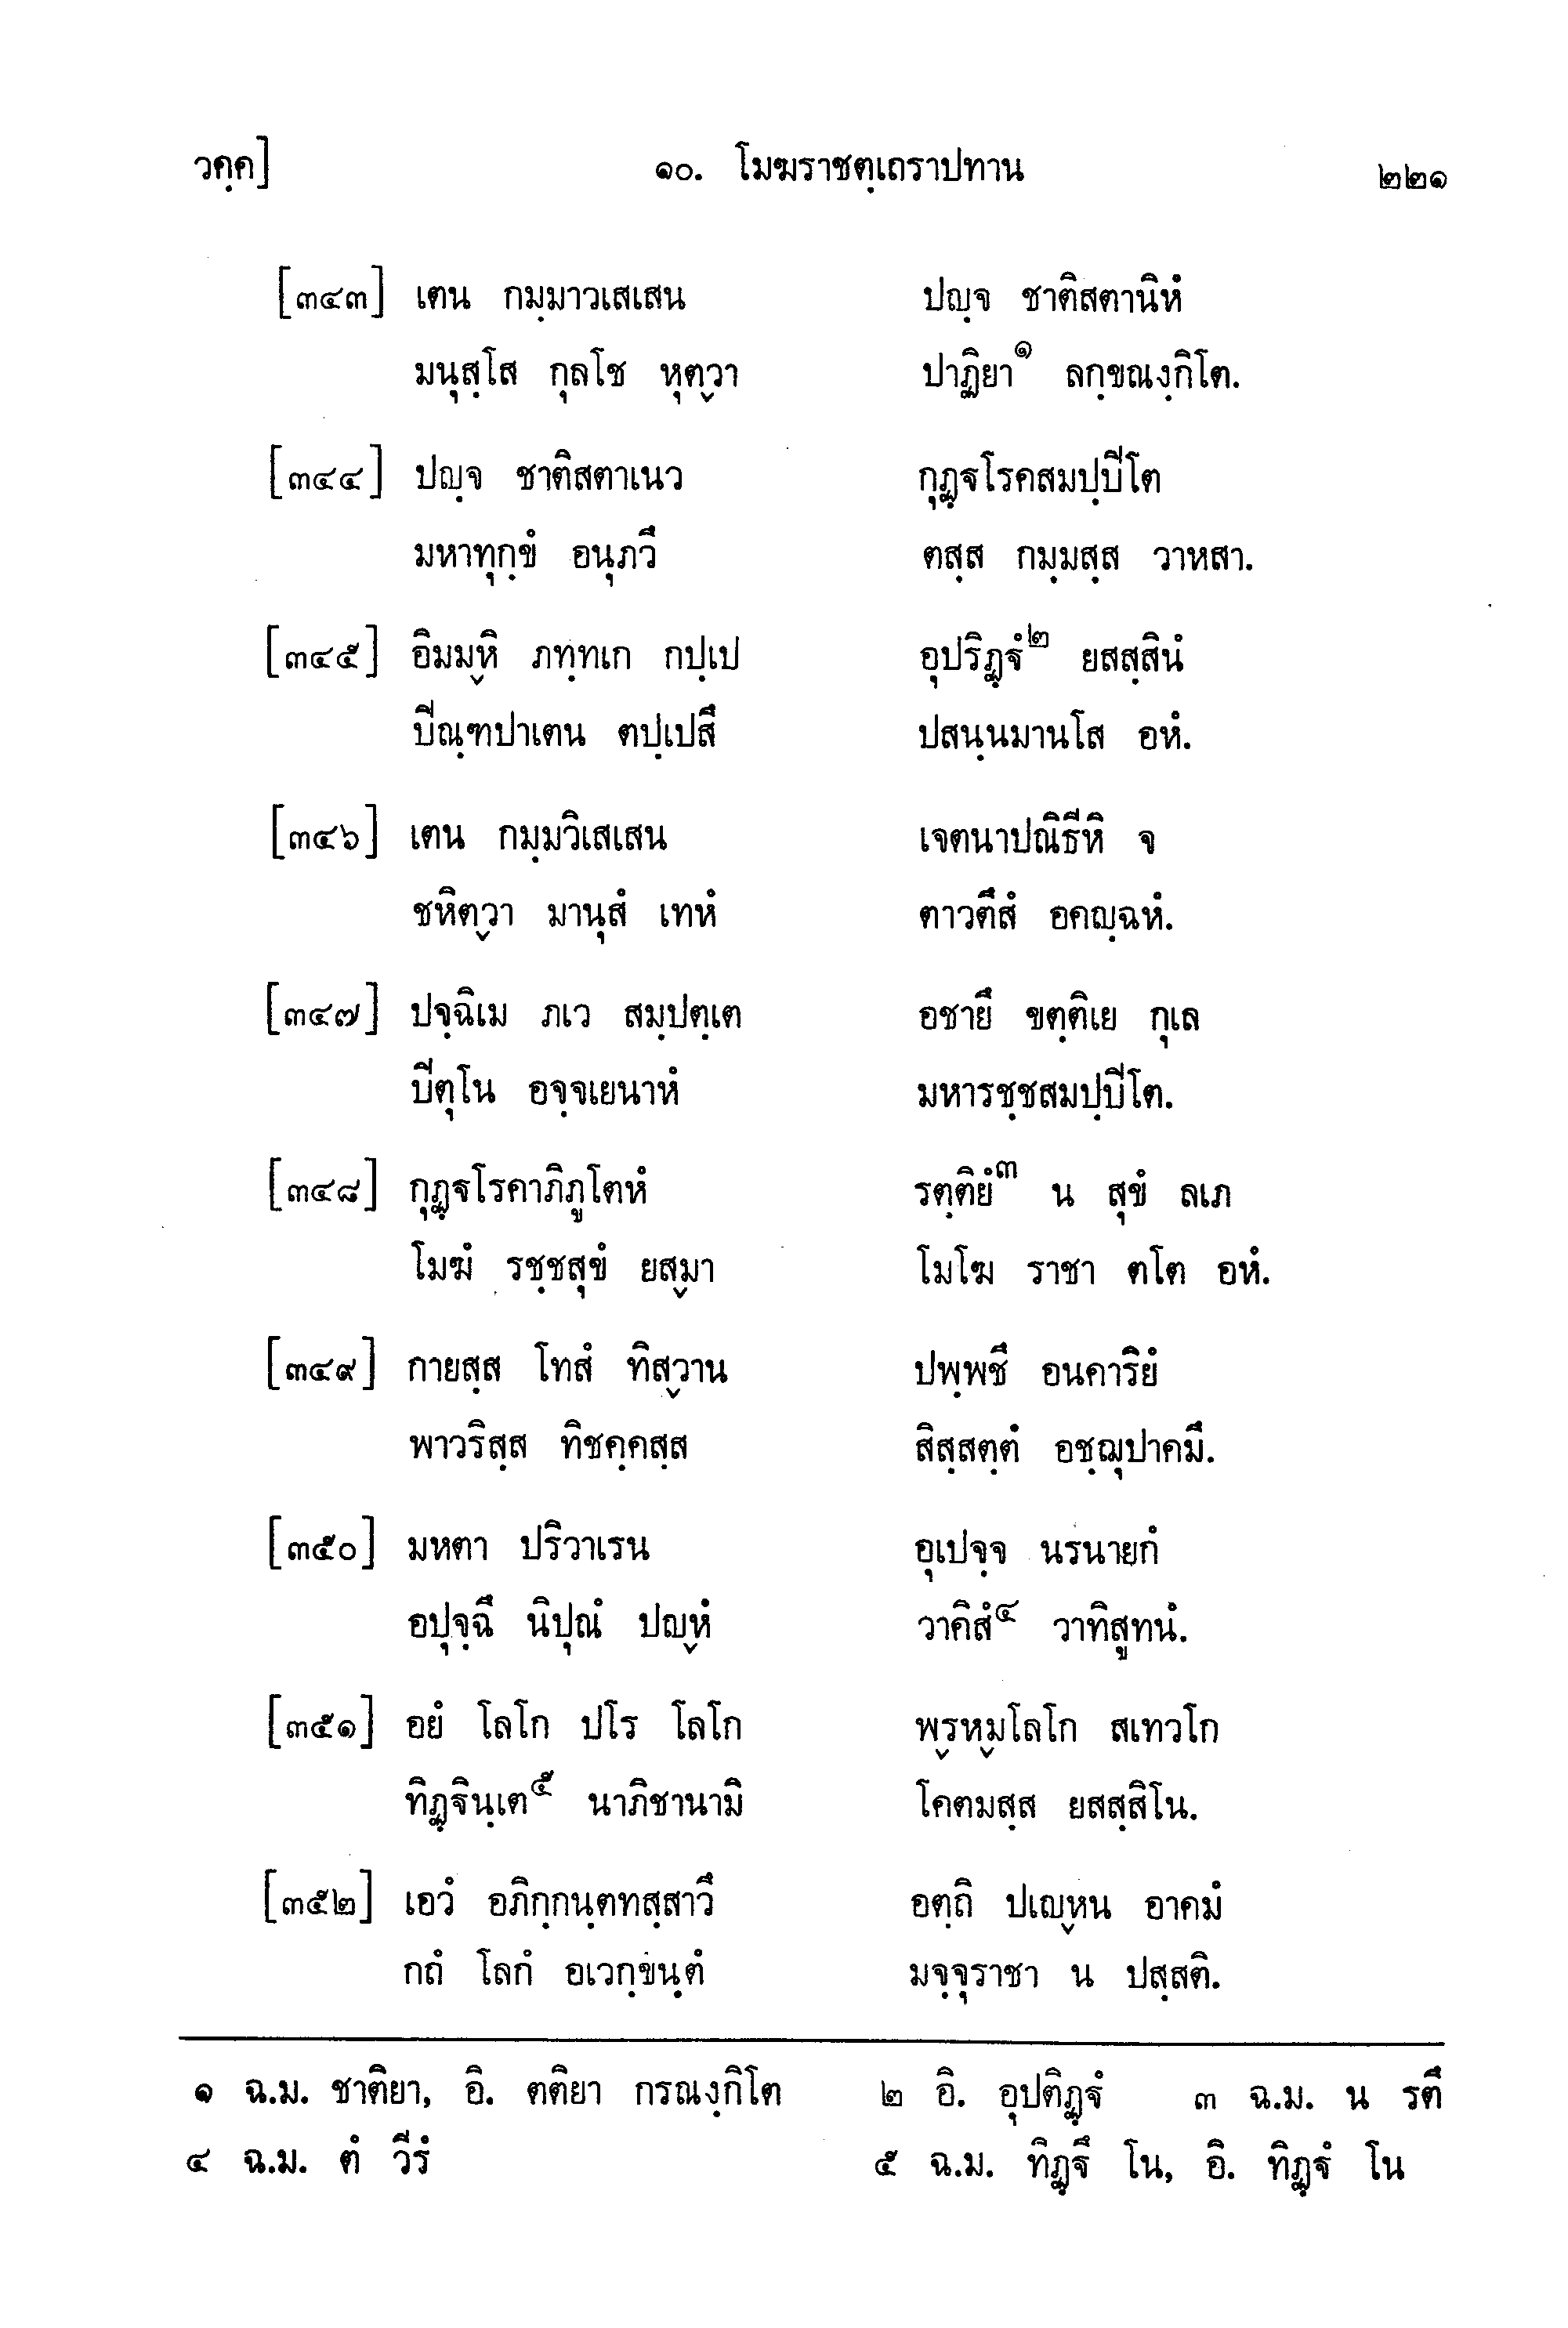 วคฺค] ๑๐. โมฆราชตฺเถราปทาน ๒๒๑
[๓๔๓] เตน กมฺมาวเสเสน ปญฺจ ชาติสตานิหํ
มนุสฺโส กุลโช หุตฺวา ปาฏิยา๑ ลกฺขณงฺกิโต.
[๓๔๔] ปญฺจ ชาติสตาเนว กุฏฺฐโรคสมปฺปีโต
มหาทุกฺขํ อนุภวึ ตสฺส กมฺมสฺส วาหสา.
[๓๔๕] อิมมฺหิ ภทฺทเก กปฺเป อุปริฏฺฐํ๒ ยสสฺสินํ
ปีณฺฑปาเตน ตปฺเปสึ ปสนฺนมานโส อหํ.
[๓๔๖] เตน กมฺมวิเสเสน เจตนาปณิธีหิ จ
ชหิตฺวา มานุสํ เทหํ ตาวตึสํ อคญฺฉหํ.
[๓๔๗] ปจฺฉิเม ภเว สมฺปตฺเต อชายึ ขตฺติเย กุเล
ปีตุโน อจฺจเยนาหํ มหารชฺชสมปฺปีโต.
[๓๔๘] กุฏฺฐโรคาภิภูโตหํ รตฺติยํ๓ น สุขํ ลเภ
โมฆํ รชฺชสุขํ ยสฺมา โมโฆ ราชา ตโต อหํ.
[๓๔๙] กายสฺส โทสํ ทิสฺวาน ปพฺพชึ อนคาริยํ
พาวริสฺส ทิชคฺคสฺส สิสฺสตฺตํ อชฺฌุปาคมึ.
[๓๕๐] มหตา ปริวาเรน อุเปจฺจ นรนายกํ
อปุจฺฉึ นิปุณํ ปญฺหํ วาคิสํ๔ วาทิสูทนํ.
[๓๕๑] อยํ โลโก ปโร โลโก พฺรหฺมโลโก สเทวโก
ทิฏฺฐินฺเต๕ นาภิชานามิ โคตมสฺส ยสสฺสิโน.
[๓๕๒] เอวํ อภิกฺกนฺตทสฺสาวึ อตฺถิ ปเญฺหน อาคมํ
กถํ โลกํ อเวกฺขนฺตํ มจฺจุราชา น ปสฺสติ.
๑ ฉ.ม. ชาติยา, อิ. ตติยา กรณงฺกิโต ๒ อิ. อุปติฏฺฐํ ๓ ฉ.ม. น รตึ
๔ ฉ.ม. ตํ วีรํ ๕ ฉ.ม. ทิฏฺฐึ โน, อิ. ทิฏฺฐํ โน